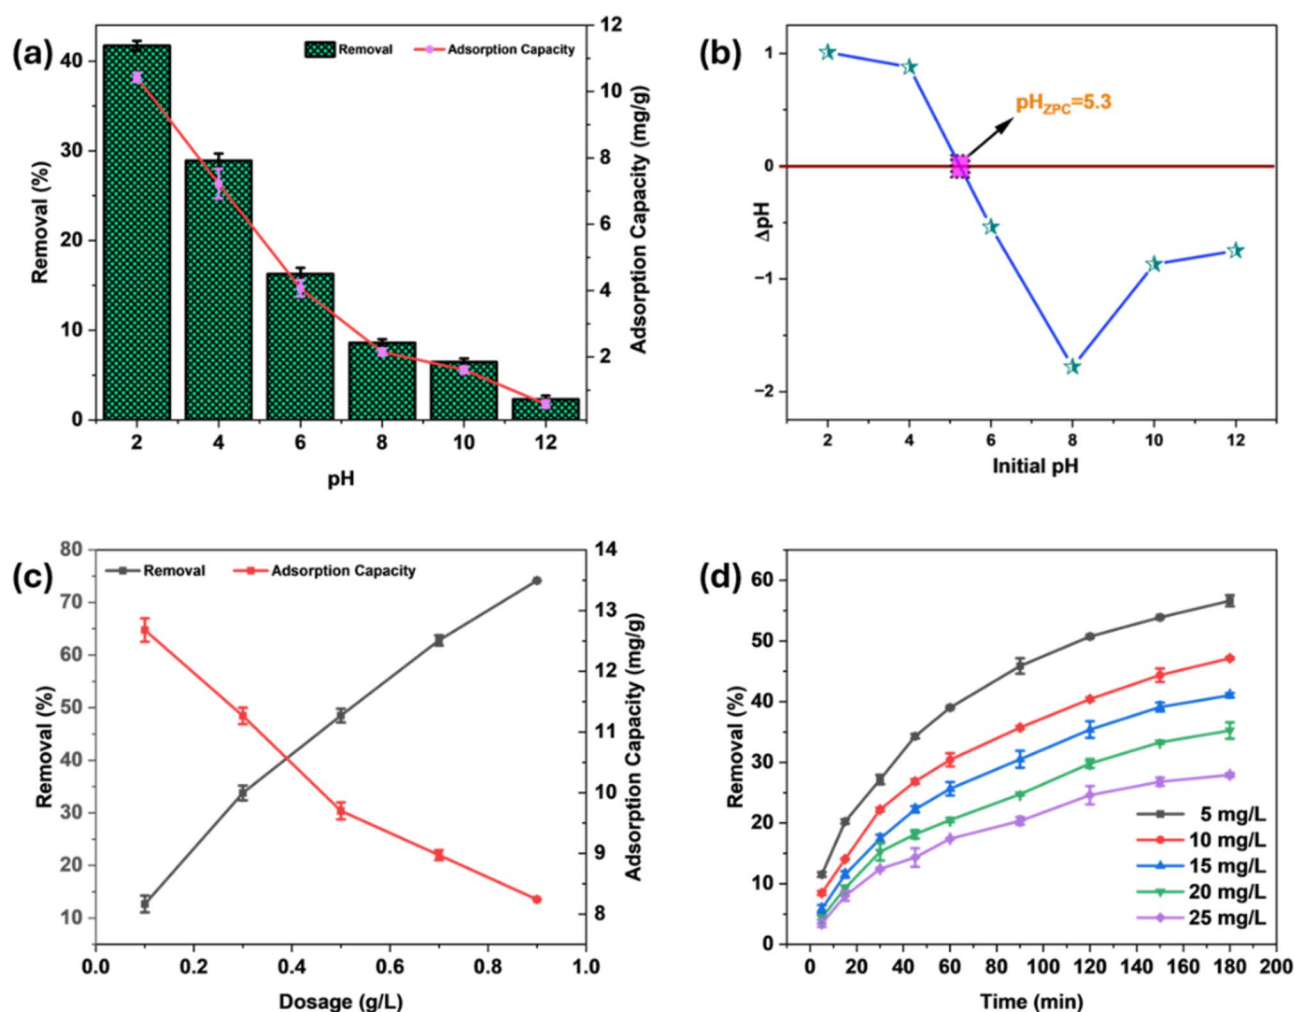 (a)
Removal
Adsorption Capacity
Removal (%)
40
30
20
10
0
2
4
6
8
10
12
pH
12
10
8
6
4
2
Adsorption Capacity (mg/g)
(b)
pHZPC=5.3
ΔpH
1
0
−1
−2
2
4
6
8
10
12
Initial pH
(c)
Removal
Adsorption Capacity
Removal (%)
80
70
60
50
40
30
20
10
0.0
0.2
0.4
0.6
0.8
1.0
Dosage (g/L)
14
13
12
11
10
9
8
Adsorption Capacity (mg/g)
(d)
Removal (%)
60
50
40
30
20
10
0
5 mg/L
10 mg/L
15 mg/L
20 mg/L
25 mg/L
0
20
40
60
80
100
120
140
160
180
200
Time (min)